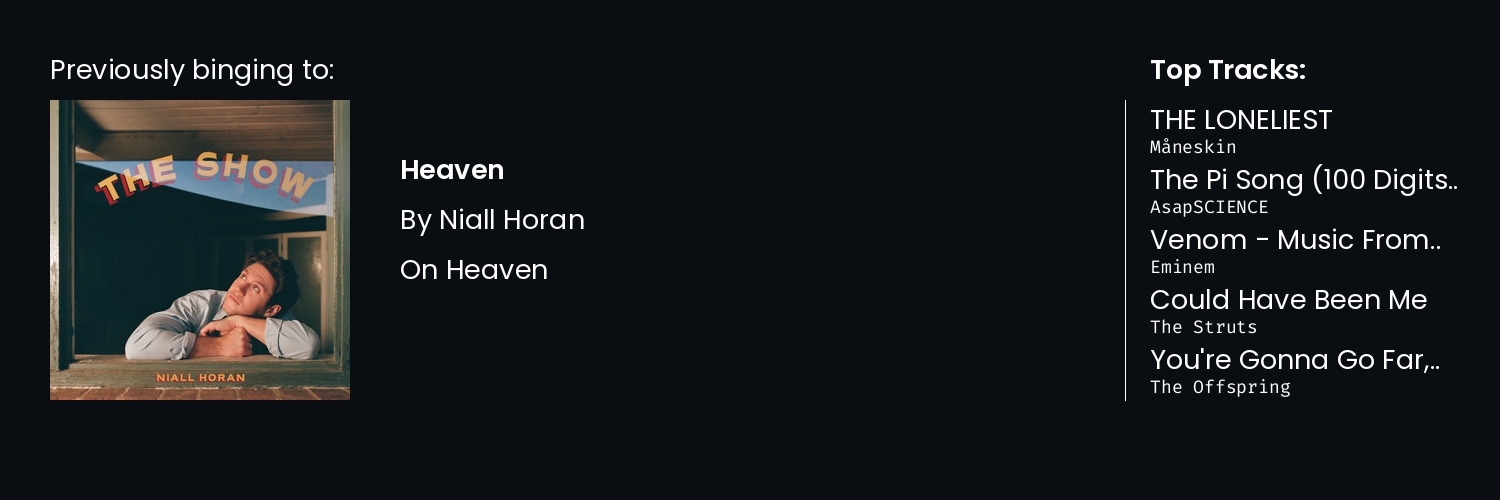 Previously binging to:
THE SHOW
NIALL HORAN
Heaven
By Niall Horan
On Heaven
Top Tracks:
THE LONELIEST
Måneskin
The Pi Song (100 Digits..
AsapSCIENCE
Venom - Music From..
Eminem
Could Have Been Me
The Struts
You're Gonna Go Far,..
The Offspring